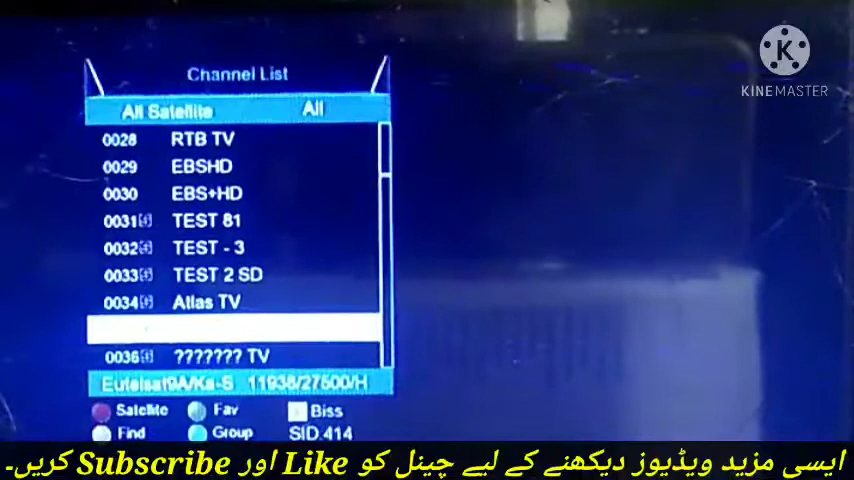 Channel List
All Satellite All
0028 RTB TV
0029 EBSHD
0030 EBS+HD
0031 TEST 81
0032 TEST - 3
0033 TEST 2 SD
0034 Atlas TV
0036 ??????? TV
Eutelsat9A/Ka-S 11938/27500/H
Satellite Fav Biss
Find Group SID.414
KINEMASTER
ایسی مزید ویڈیوز دیکھنے کے لیے چینل کو Like اور Subscribe کریں۔